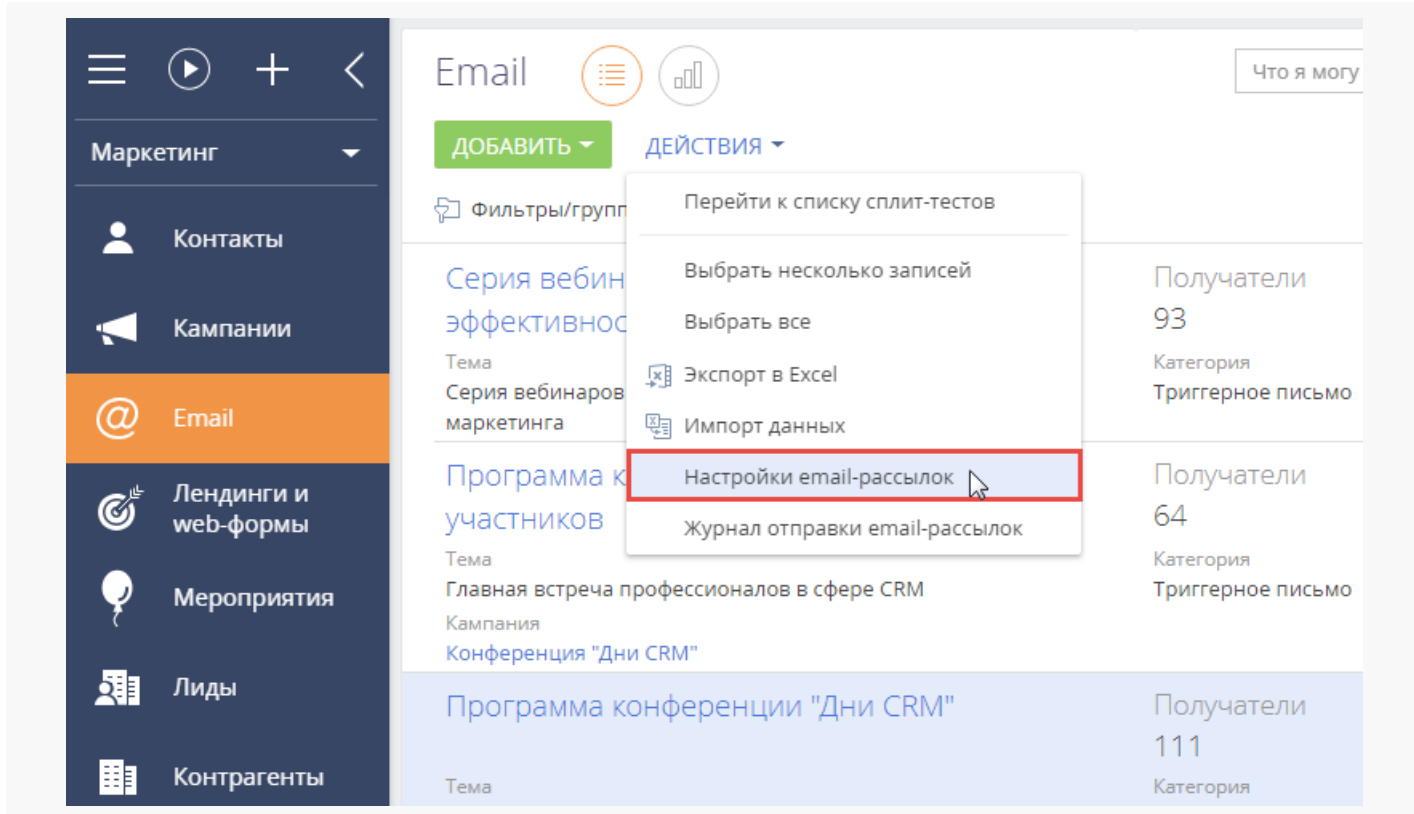 Email
Что я могу
Маркетинг
ДОБАВИТЬ
ДЕЙСТВИЯ
Фильтры/групп
Перейти к списку сплит-тестов
Выбрать несколько записей
Выбрать все
Экспорт в Excel
Импорт данных
Настройки email-рассылок
Журнал отправки email-рассылок
Контакты
Кампании
@ Email
Лендинги и
web-формы
Мероприятия
Лиды
Контрагенты
Серия вебин
эффективнос
Тема
Серия вебинаров
маркетинга
Получатели
93
Категория
Триггерное письмо
Программа к
участников
Тема
Главная встреча профессионалов в сфере CRM
Кампания
Конференция "Дни CRM"
Получатели
64
Категория
Триггерное письмо
Программа конференции "Дни CRM"
Тема
Получатели
111
Категория